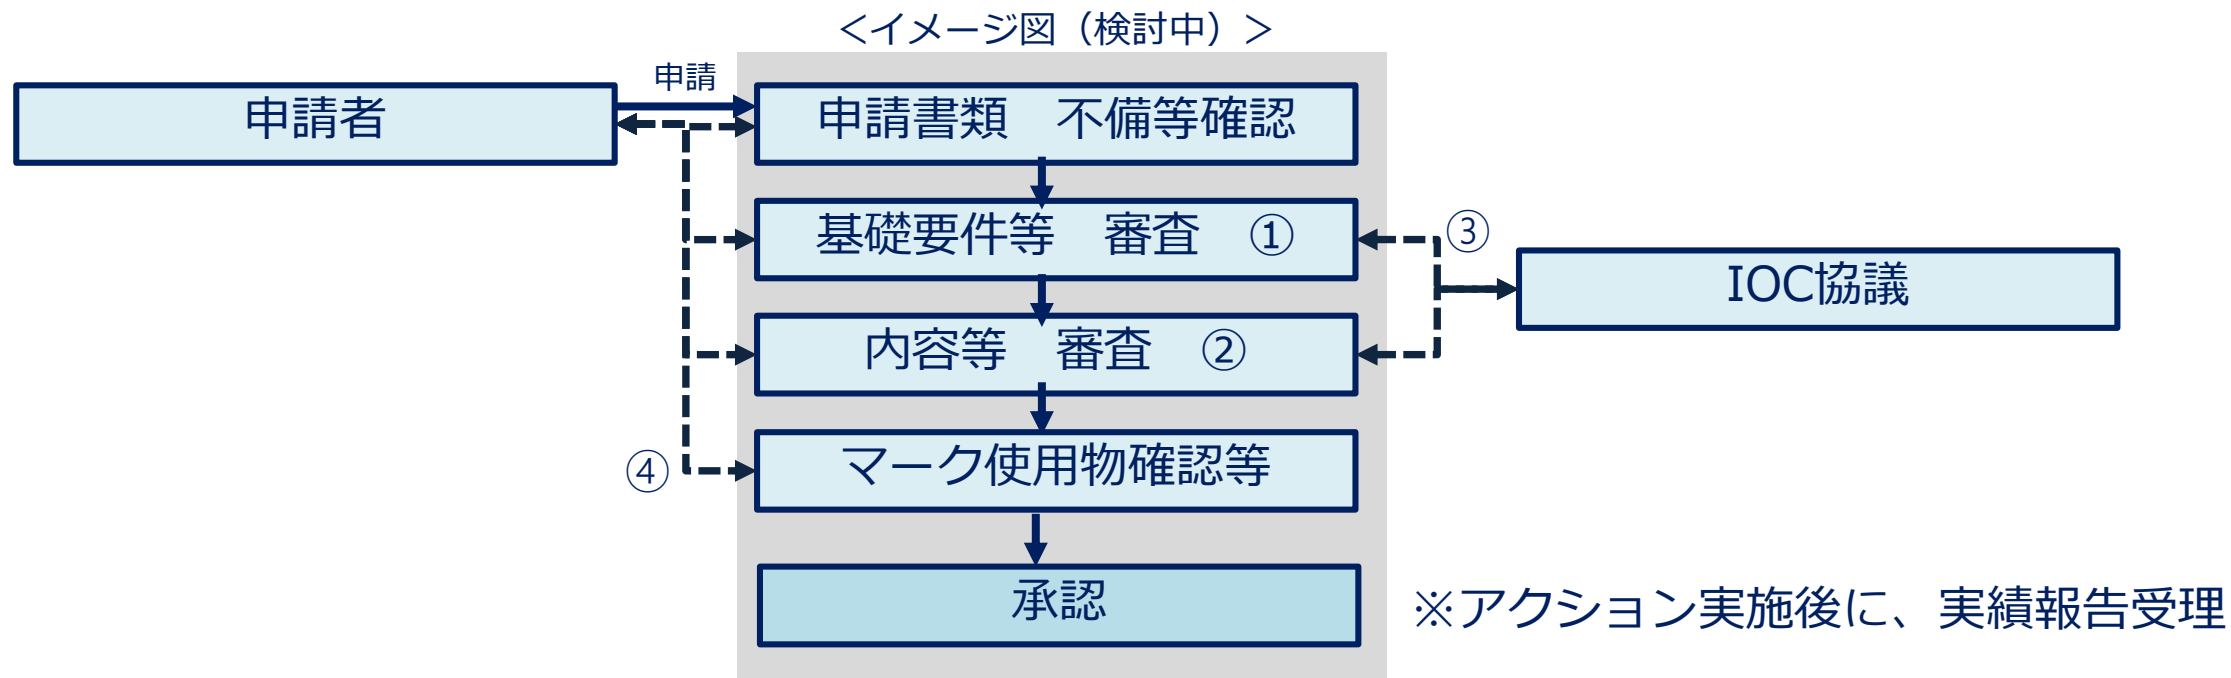 ＜イメージ図（検討中）＞
申請
申請者
申請書類　不備等確認
基礎要件等　審査　①
③
IOC協議
内容等　審査　②
④
マーク使用物確認等
承認
※アクション実施後に、実績報告受理